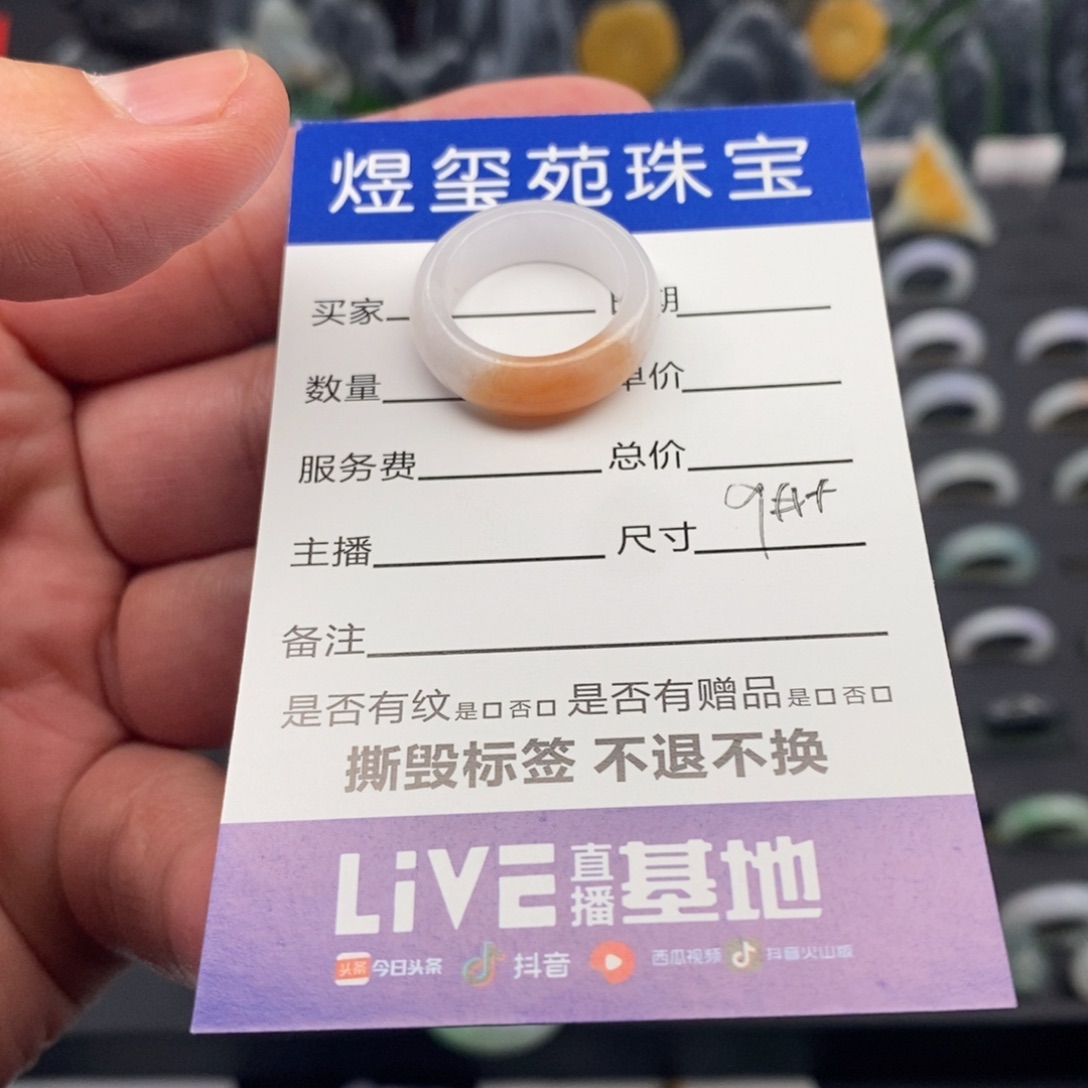 煜玺苑珠宝
买家 期
数量 单价
服务费 总价
主播 尺寸
备注
是否有纹是口否口 是否有赠品是口否口
撕毁标签 不退不换
LiVE直播基地
头条 今日头条 抖音 西瓜视频 抖音火山版